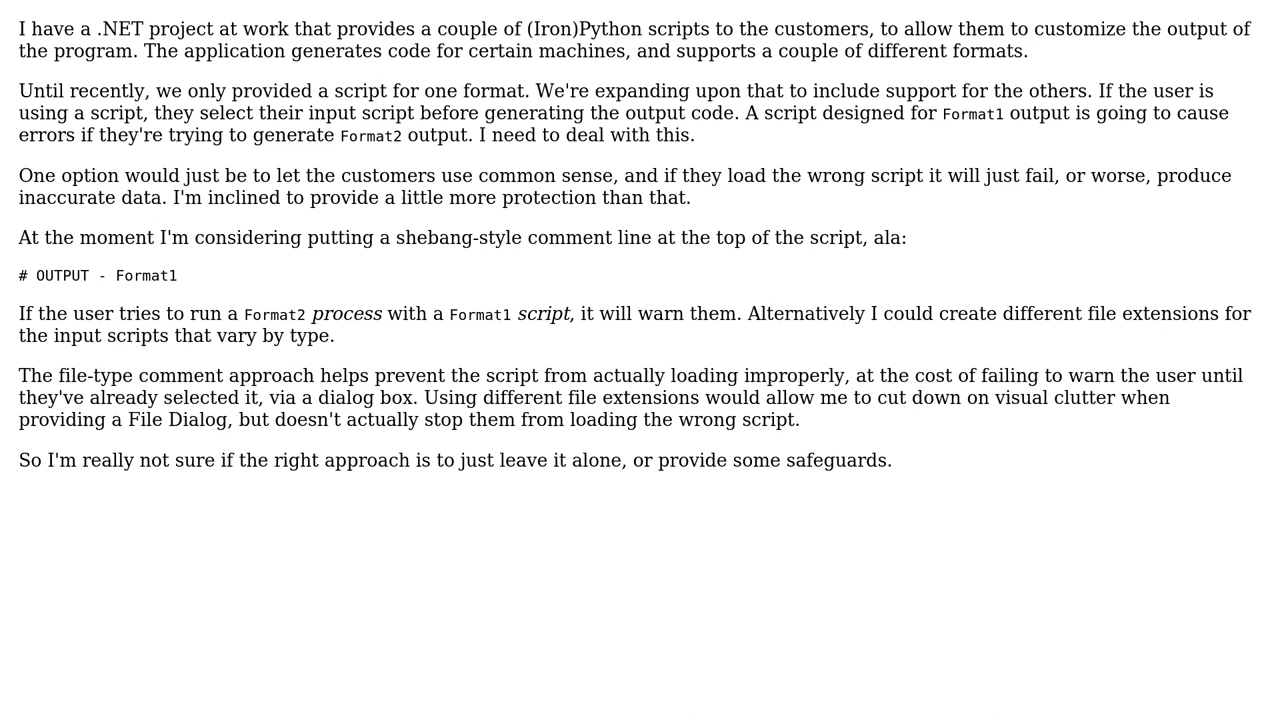 I have a .NET project at work that provides a couple of (Iron)Python scripts to the customers, to allow them to customize the output of
the program. The application generates code for certain machines, and supports a couple of different formats.
Until recently, we only provided a script for one format. We're expanding upon that to include support for the others. If the user is
using a script, they select their input script before generating the output code. A script designed for Format1 output is going to cause
errors if they're trying to generate Format2 output. I need to deal with this.
One option would just be to let the customers use common sense, and if they load the wrong script it will just fail, or worse, produce
inaccurate data. I'm inclined to provide a little more protection than that.
At the moment I'm considering putting a shebang-style comment line at the top of the script, ala:
# OUTPUT - Format1
If the user tries to run a Format2 process with a Format1 script, it will warn them. Alternatively I could create different file extensions for
the input scripts that vary by type.
The file-type comment approach helps prevent the script from actually loading improperly, at the cost of failing to warn the user until
they've already selected it, via a dialog box. Using different file extensions would allow me to cut down on visual clutter when
providing a File Dialog, but doesn't actually stop them from loading the wrong script.
So I'm really not sure if the right approach is to just leave it alone, or provide some safeguards.